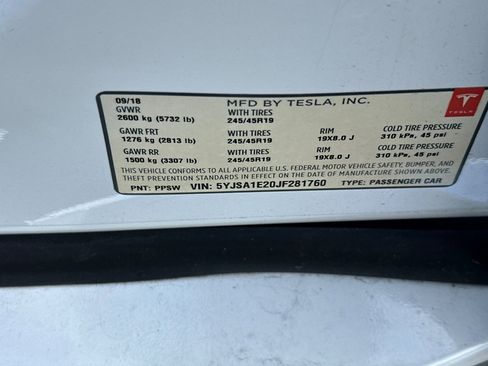 09/18 MFD BY TESLA, INC. TESLA
GVWR
2600 kg (5732 lb) WITH TIRES 245/45R19 RIM 19X8.0 J COLD TIRE PRESSURE 310 kPa, 45 psi
GAWR FRT
1276 kg (2813 lb) WITH TIRES 245/45R19
GAWR RR
1500 kg (3307 lb) WITH TIRES 245/45R19 RIM 19X8.0 J COLD TIRE PRESSURE 310 kPa, 45 psi
THIS VEHICLE CONFORMS TO ALL APPLICABLE U.S. FEDERAL MOTOR VEHICLE SAFETY, BUMPER, AND
THEFT PREVENTION STANDARDS IN EFFECT ON THE DATE OF MANUFACTURE SHOWN ABOVE.
PNT: PPSW VIN: 5YJSA1E20JF281760 TYPE: PASSENGER CAR